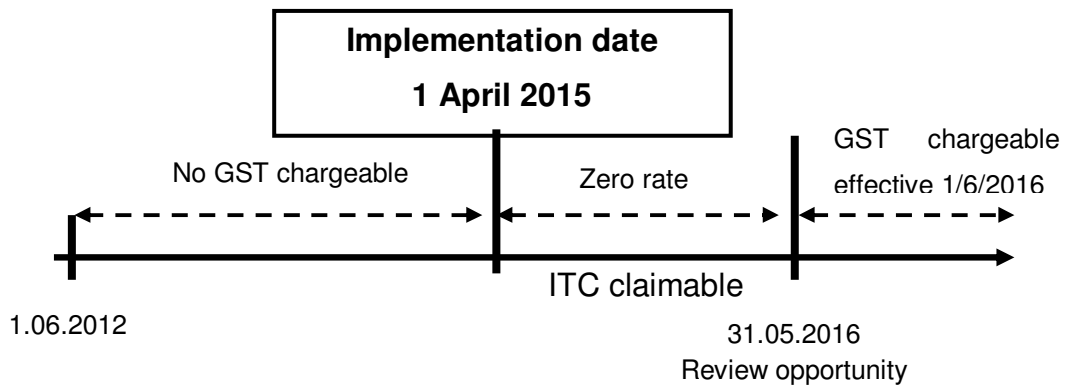 Implementation date
1 April 2015
GST chargeable
effective 1/6/2016
No GST chargeable
Zero rate
ITC claimable
1.06.2012
31.05.2016
Review opportunity